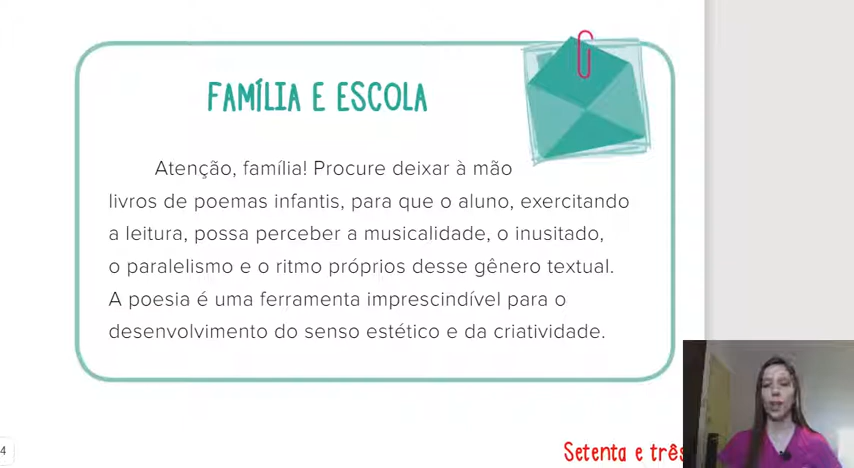 FAMÍLIA E ESCOLA
Atenção, família! Procure deixar à mão
livros de poemas infantis, para que o aluno, exercitando
a leitura, possa perceber a musicalidade, o inusitado,
o paralelismo e o ritmo próprios desse gênero textual.
A poesia é uma ferramenta imprescindível para o
desenvolvimento do senso estético e da criatividade.
4
Setenta e três